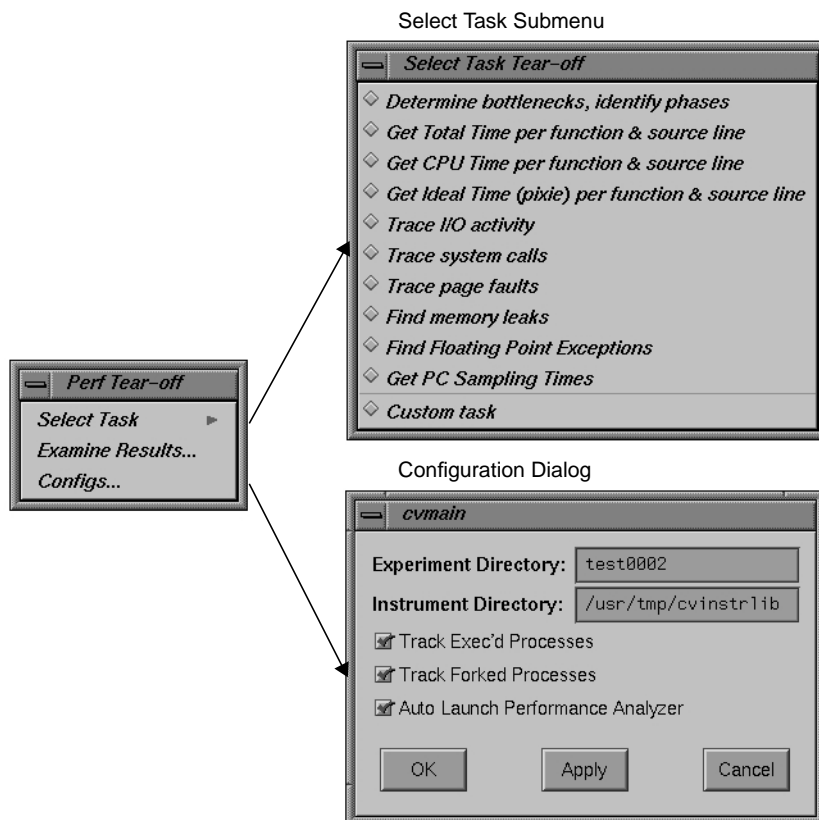 Select Task Submenu
Select Task Tear-off
Determine bottlenecks, identify phases
Get Total Time per function & source line
Get CPU Time per function & source line
Get Ideal Time (pixie) per function & source line
Trace I/O activity
Trace system calls
Trace page faults
Find memory leaks
Find Floating Point Exceptions
Get PC Sampling Times
Custom task
Perf Tear-off
Select Task
Examine Results...
Configs...
Configuration Dialog
cvmain
Experiment Directory: test0002
Instrument Directory: /usr/tmp/cvinstrlib
Track Exec'd Processes
Track Forked Processes
Auto Launch Performance Analyzer
OK Apply Cancel